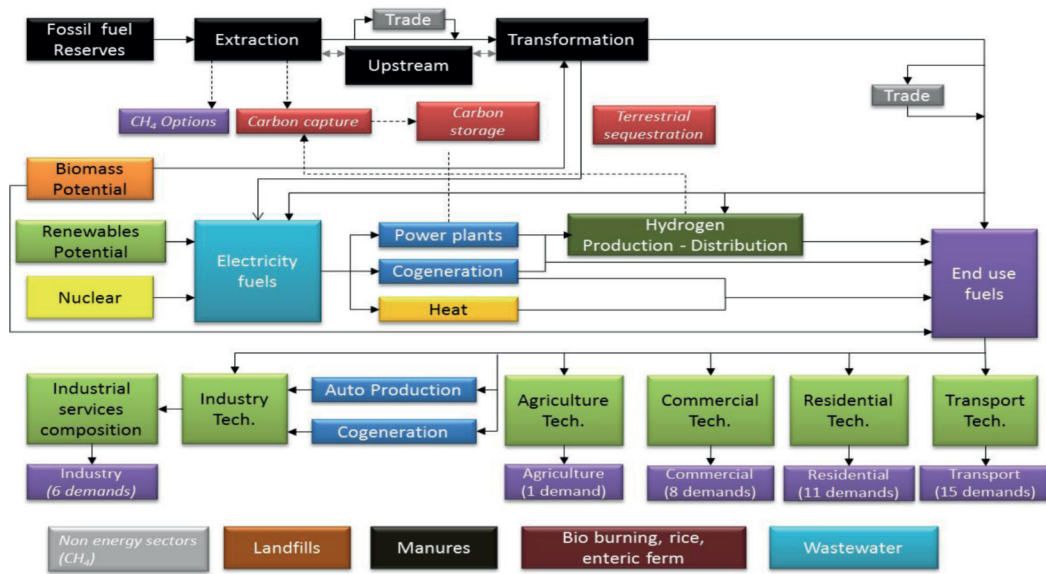 Fossil fuel
Reserves
Extraction
Trade
Transformation
Upstream
Trade
CH4 Options
Carbon capture
Carbon
storage
Terrestrial
sequestration
Biomass
Potential
Renewables
Potential
Nuclear
Electricity
fuels
Power plants
Cogeneration
Heat
Hydrogen
Production - Distribution
End use
fuels
Industrial
services
composition
Industry
Tech.
Auto Production
Cogeneration
Agriculture
Tech.
Commercial
Tech.
Residential
Tech.
Transport
Tech.
Industry
(6 demands)
Agriculture
(1 demand)
Commercial
(8 demands)
Residential
(11 demands)
Transport
(15 demands)
Non energy sectors
(CH4)
Landfills
Manures
Bio burning, rice,
enteric ferm
Wastewater